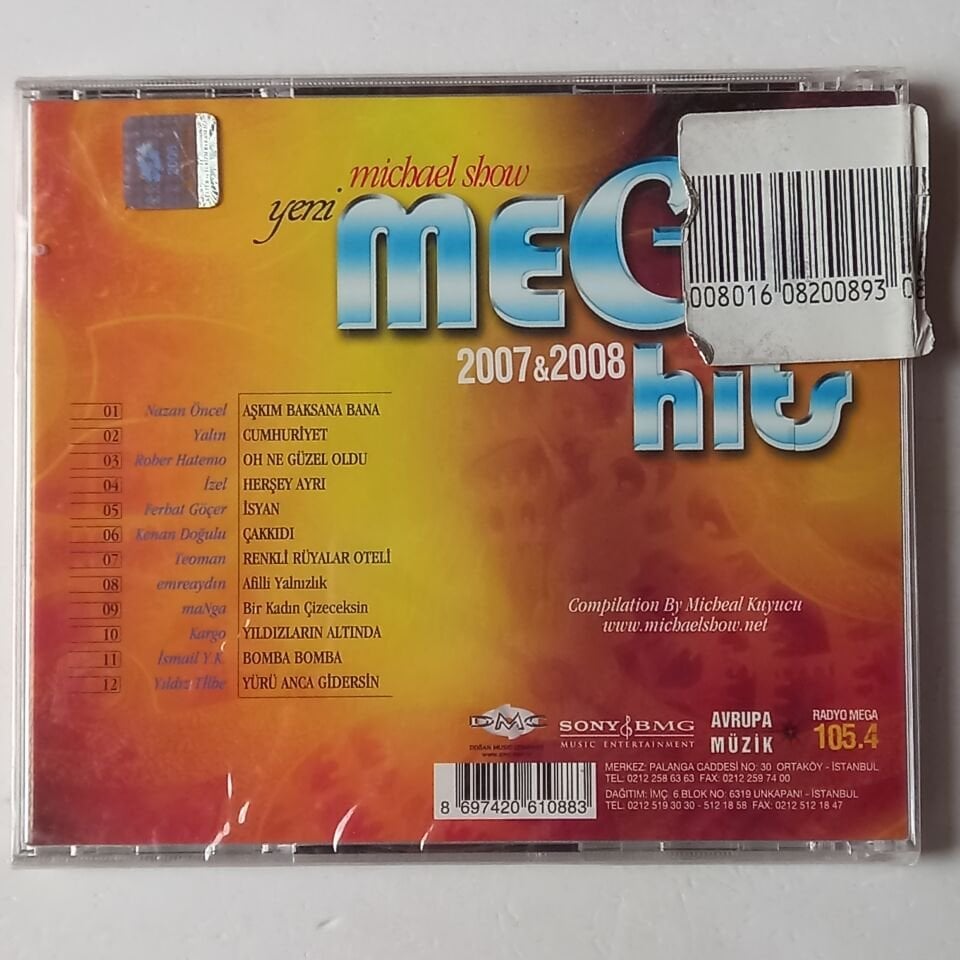 michael show
yeni
meG
2007&2008
hits
008016 08200893 08
01 Nazan Öncel AŞKIM BAKSANA BANA
02 Yalın CUMHURİYET
03 Rober Hatemo OH NE GÜZEL OLDU
04 İzel HERŞEY AYRI
05 Ferhat Göçer İSYAN
06 Kenan Doğulu ÇAKKIDI
07 Teoman RENKLİ RÜYALAR OTELİ
08 emreaydın Afilli Yalnızlık
09 maNga Bir Kadın Çizeceksin
10 Kargo YILDIZLARIN ALTINDA
11 İsmail Y.K. BOMBA BOMBA
12 Yıldız Tilbe YÜRÜ ANCA GİDERSİN
Compilation By Micheal Kuyucu
www.michaelshow.net
DMC
DOĞAN MUSIC COMPANY
SONY BMG
MUSIC ENTERTAINMENT
AVRUPA
MÜZİK
RADYO MEGA
105.4
MERKEZ: PALANGA CADDESİ NO: 30 ORTAKÖY - İSTANBUL
TEL: 0212 258 63 63 FAX: 0212 259 74 00
DAĞITIM: İMÇ. 6.BLOK NO: 6319 UNKAPANI - İSTANBUL
TEL: 0212 519 30 30 - 512 18 58 FAX: 0212 512 18 47
8 697420 610883